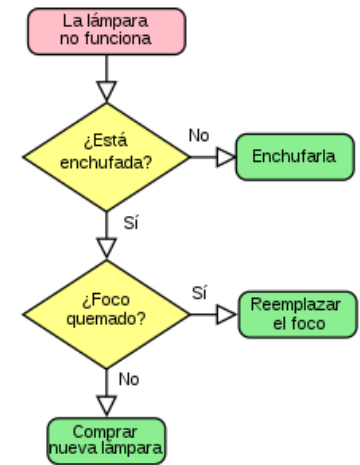 La lámpara
no funciona
¿Está
enchufada?
No
Enchufarla
Sí
¿Foco
quemado?
Sí
Reemplazar
el foco
No
Comprar
nueva lámpara